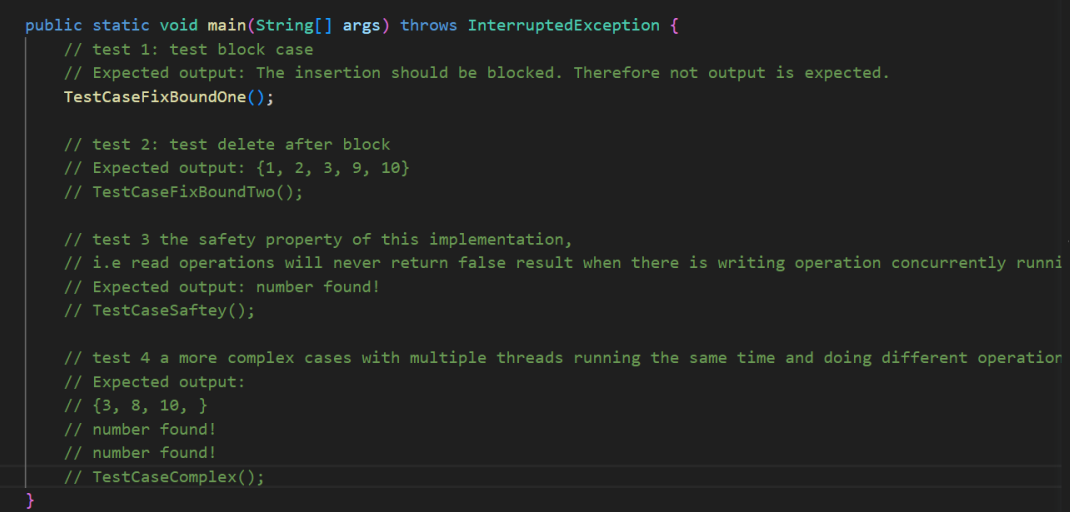 public static void main(String[] args) throws InterruptedException {
// test 1: test block case
// Expected output: The insertion should be blocked. Therefore not output is expected.
TestCaseFixBoundOne();
// test 2: test delete after block
// Expected output: {1, 2, 3, 9, 10}
// TestCaseFixBoundTwo();
// test 3 the safety property of this implementation,
// i.e read operations will never return false result when there is writing operation concurrently runni
// Expected output: number found!
// TestCaseSaftey();
// test 4 a more complex cases with multiple threads running the same time and doing different operation
// Expected output:
// {3, 8, 10, }
// number found!
// number found!
// TestCaseComplex();
}